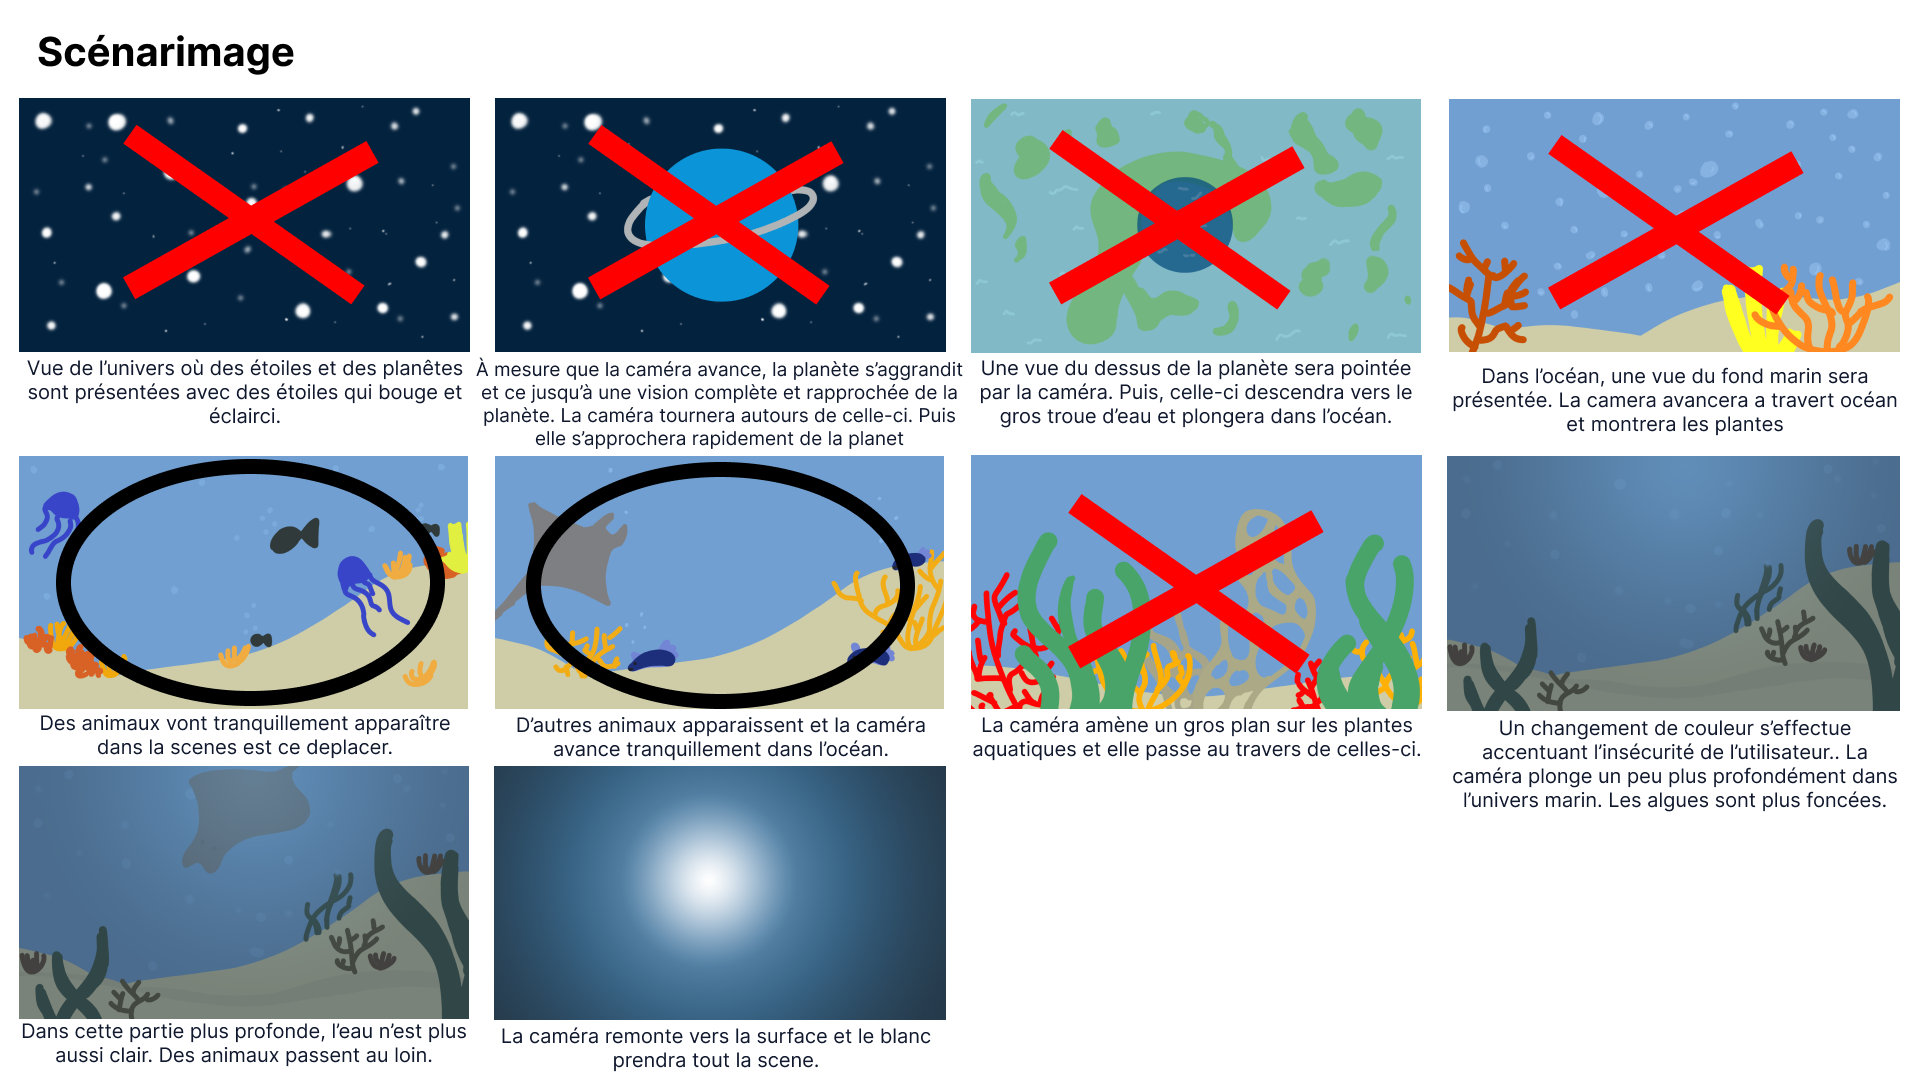 Scénarimage
Vue de l’univers où des étoiles et des planêtes
sont présentées avec des étoiles qui bouge et
éclairci.
À mesure que la caméra avance, la planète s’aggrandit
et ce jusqu’à une vision complète et rapprochée de la
planète. La caméra tournera autours de celle-ci. Puis
elle s’approchera rapidement de la planet
Une vue du dessus de la planète sera pointée
par la caméra. Puis, celle-ci descendra vers le
gros troue d’eau et plongera dans l’océan.
Dans l’océan, une vue du fond marin sera
présentée. La camera avancera a travert océan
et montrera les plantes
Des animaux vont tranquillement apparaître
dans la scenes est ce deplacer.
D’autres animaux apparaissent et la caméra
avance tranquillement dans l’océan.
La caméra amène un gros plan sur les plantes
aquatiques et elle passe au travers de celles-ci.
Un changement de couleur s’effectue
accentuant l’insécurité de l’utilisateur.. La
caméra plonge un peu plus profondément dans
l’univers marin. Les algues sont plus foncées.
Dans cette partie plus profonde, l’eau n’est plus
aussi clair. Des animaux passent au loin.
La caméra remonte vers la surface et le blanc
prendra tout la scene.